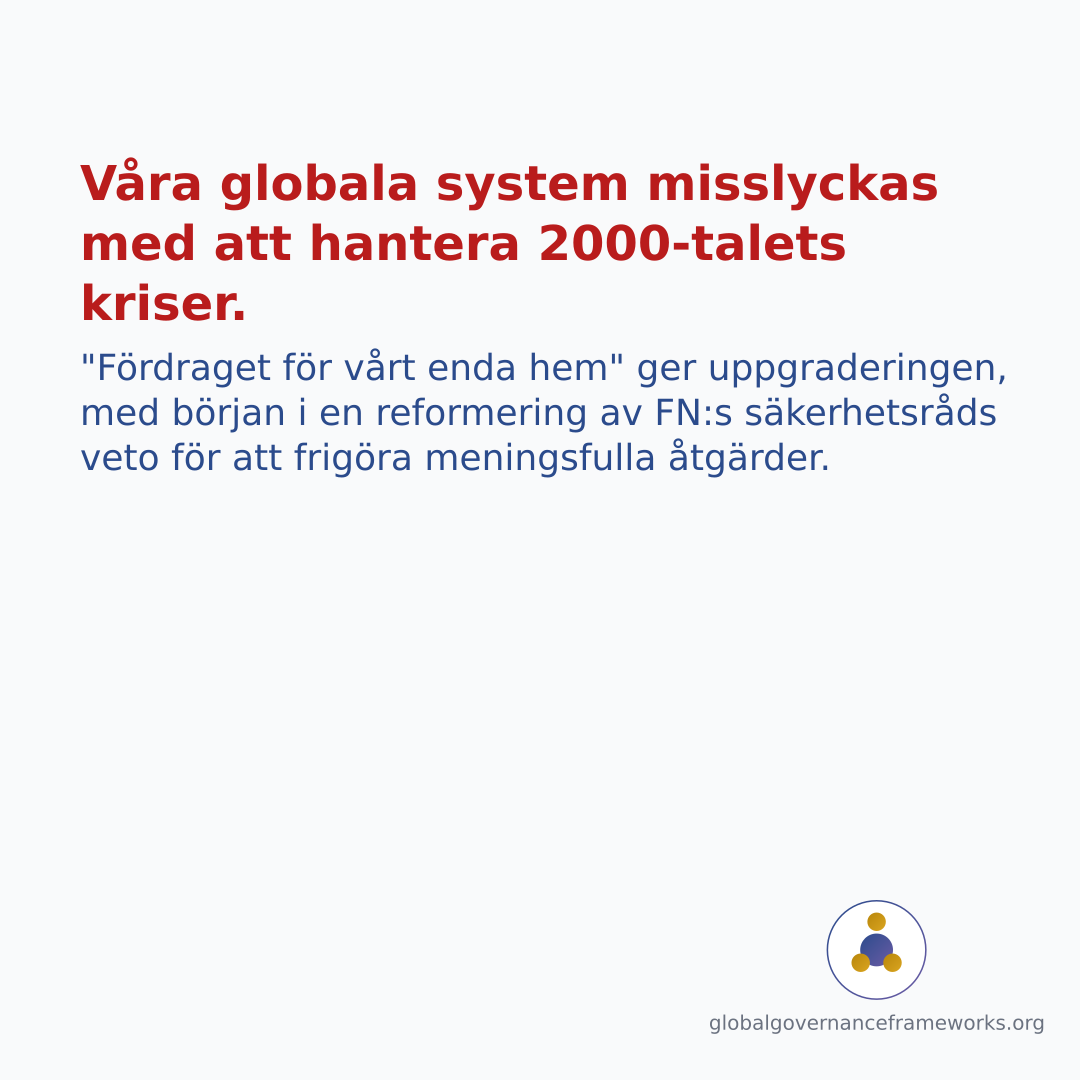 Våra globala system misslyckas
med att hantera 2000-talets
kriser.
"Fördraget för vårt enda hem" ger uppgraderingen,
med början i en reformering av FN:s säkerhetsråds
veto för att frigöra meningsfulla åtgärder.
globalgovernanceframeworks.org